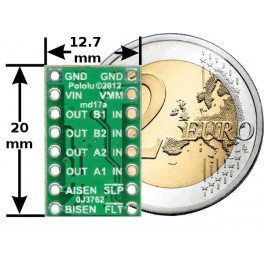 12.7
mm
20
mm
GND GND
Pololu ©2012
VIN VMM
md17a
OUT B1 IN
OUT B2 IN
OUT A2 IN
OUT A1 IN
AISEN SLP
0J3762
BISEN FLT
2 EURO